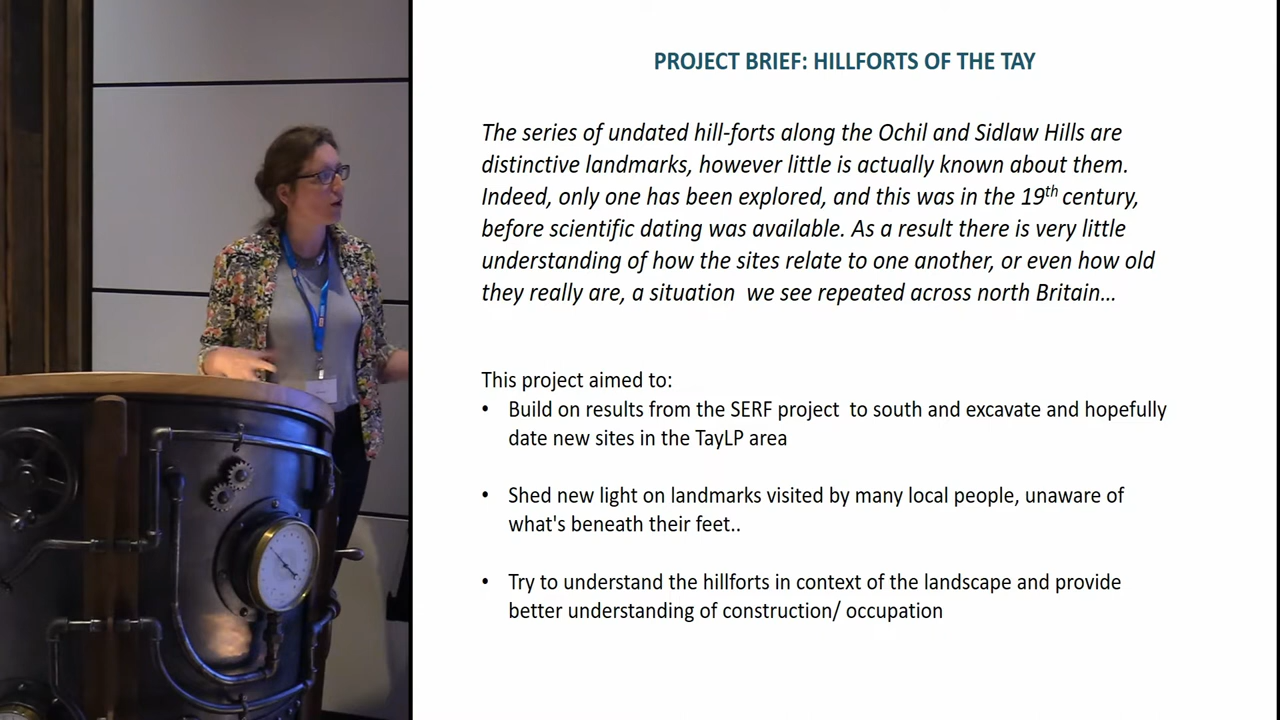 PROJECT BRIEF: HILLFORTS OF THE TAY
The series of undated hill-forts along the Ochil and Sidlaw Hills are
distinctive landmarks, however little is actually known about them.
Indeed, only one has been explored, and this was in the 19th century,
before scientific dating was available. As a result there is very little
understanding of how the sites relate to one another, or even how old
they really are, a situation  we see repeated across north Britain...
This project aimed to:
• Build on results from the SERF project  to south and excavate and hopefully
date new sites in the TayLP area
• Shed new light on landmarks visited by many local people, unaware of
what's beneath their feet..
• Try to understand the hillforts in context of the landscape and provide
better understanding of construction/ occupation